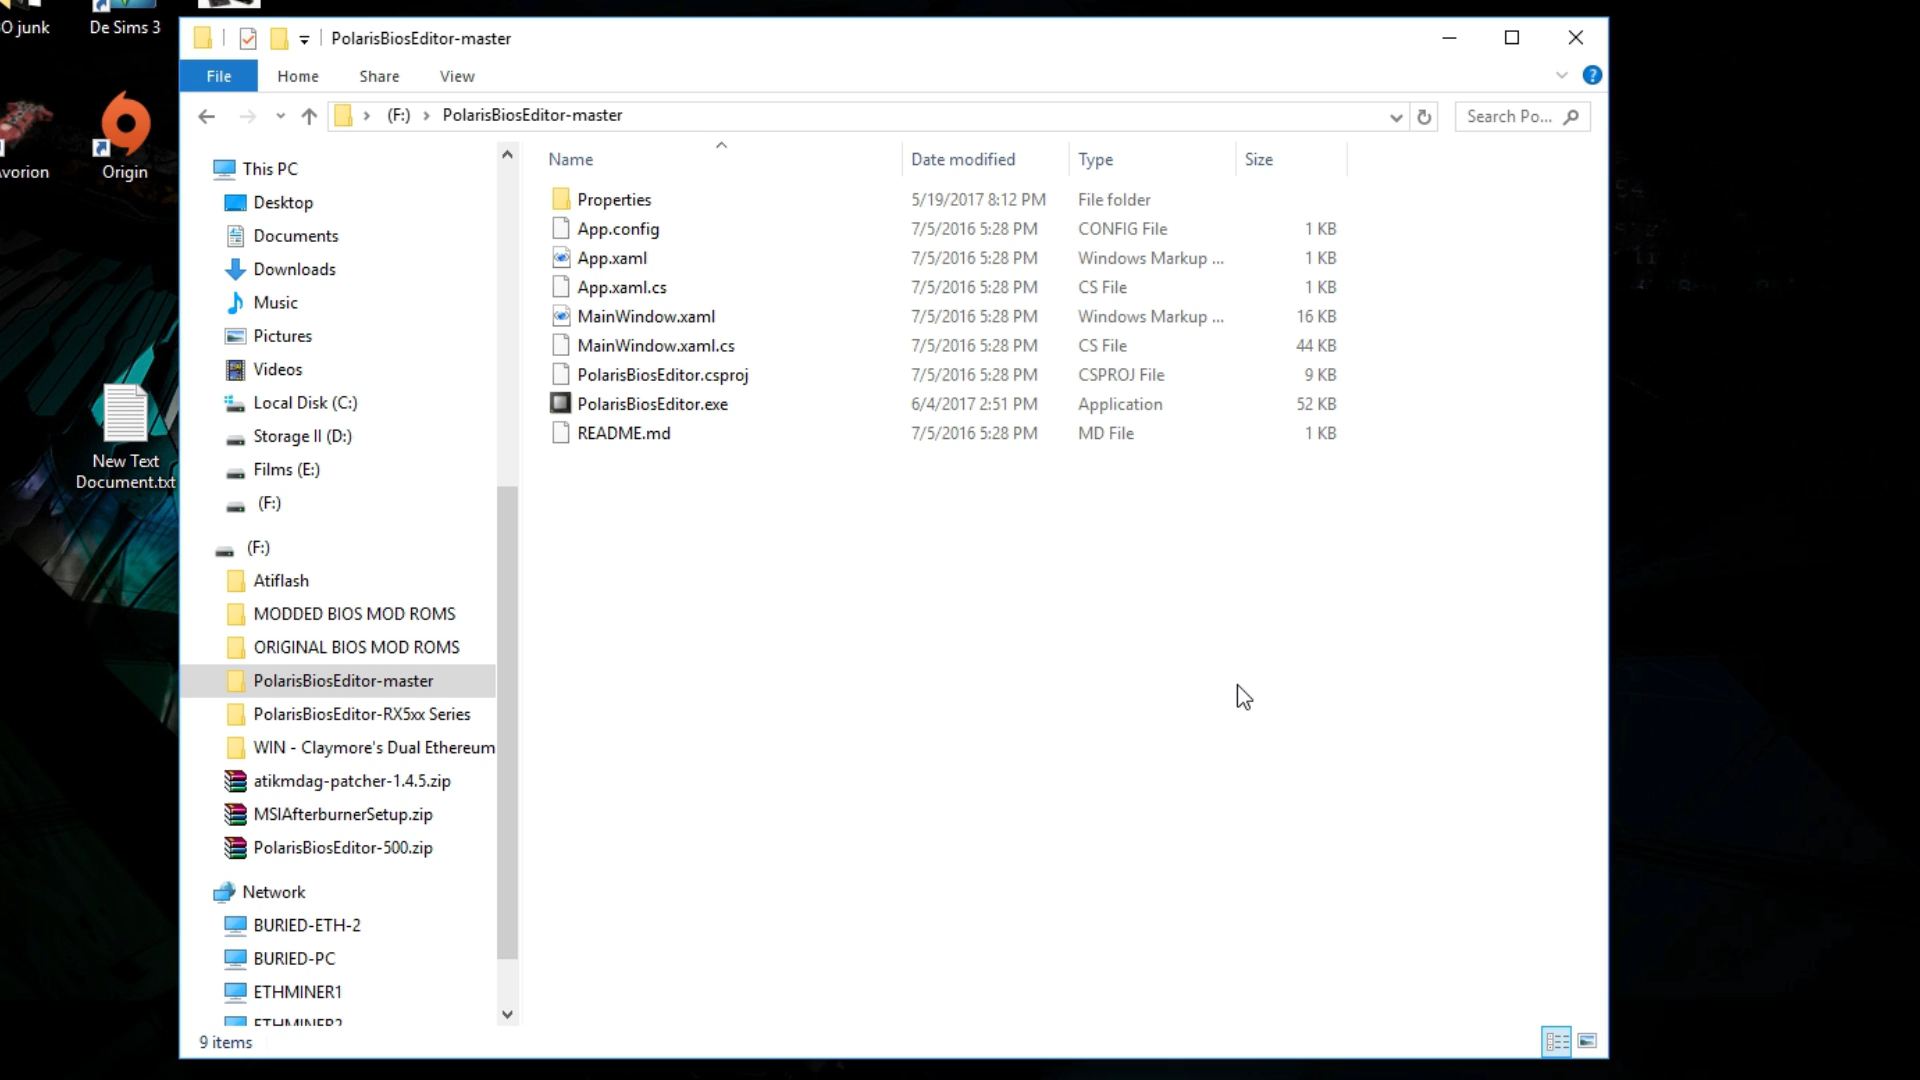 O junk
De Sims 3
vorion
Origin
New Text
Document.txt
PolarisBiosEditor-master
File Home Share View
(F:) PolarisBiosEditor-master
Search Po...
This PC
Desktop
Documents
Downloads
Music
Pictures
Videos
Local Disk (C:)
Storage II (D:)
Films (E:)
(F:)
(F:)
Atiflash
MODDED BIOS MOD ROMS
ORIGINAL BIOS MOD ROMS
PolarisBiosEditor-master
PolarisBiosEditor-RX5xx Series
WIN - Claymore's Dual Ethereum
atikmdag-patcher-1.4.5.zip
MSIAfterburnerSetup.zip
PolarisBiosEditor-500.zip
Network
BURIED-ETH-2
BURIED-PC
ETHMINER1
ETHMINER2
Name Date modified Type Size
Properties 5/19/2017 8:12 PM File folder
App.config 7/5/2016 5:28 PM CONFIG File 1 KB
App.xaml 7/5/2016 5:28 PM Windows Markup ... 1 KB
App.xaml.cs 7/5/2016 5:28 PM CS File 1 KB
MainWindow.xaml 7/5/2016 5:28 PM Windows Markup ... 16 KB
MainWindow.xaml.cs 7/5/2016 5:28 PM CS File 44 KB
PolarisBiosEditor.csproj 7/5/2016 5:28 PM CSPROJ File 9 KB
PolarisBiosEditor.exe 6/4/2017 2:51 PM Application 52 KB
README.md 7/5/2016 5:28 PM MD File 1 KB
9 items